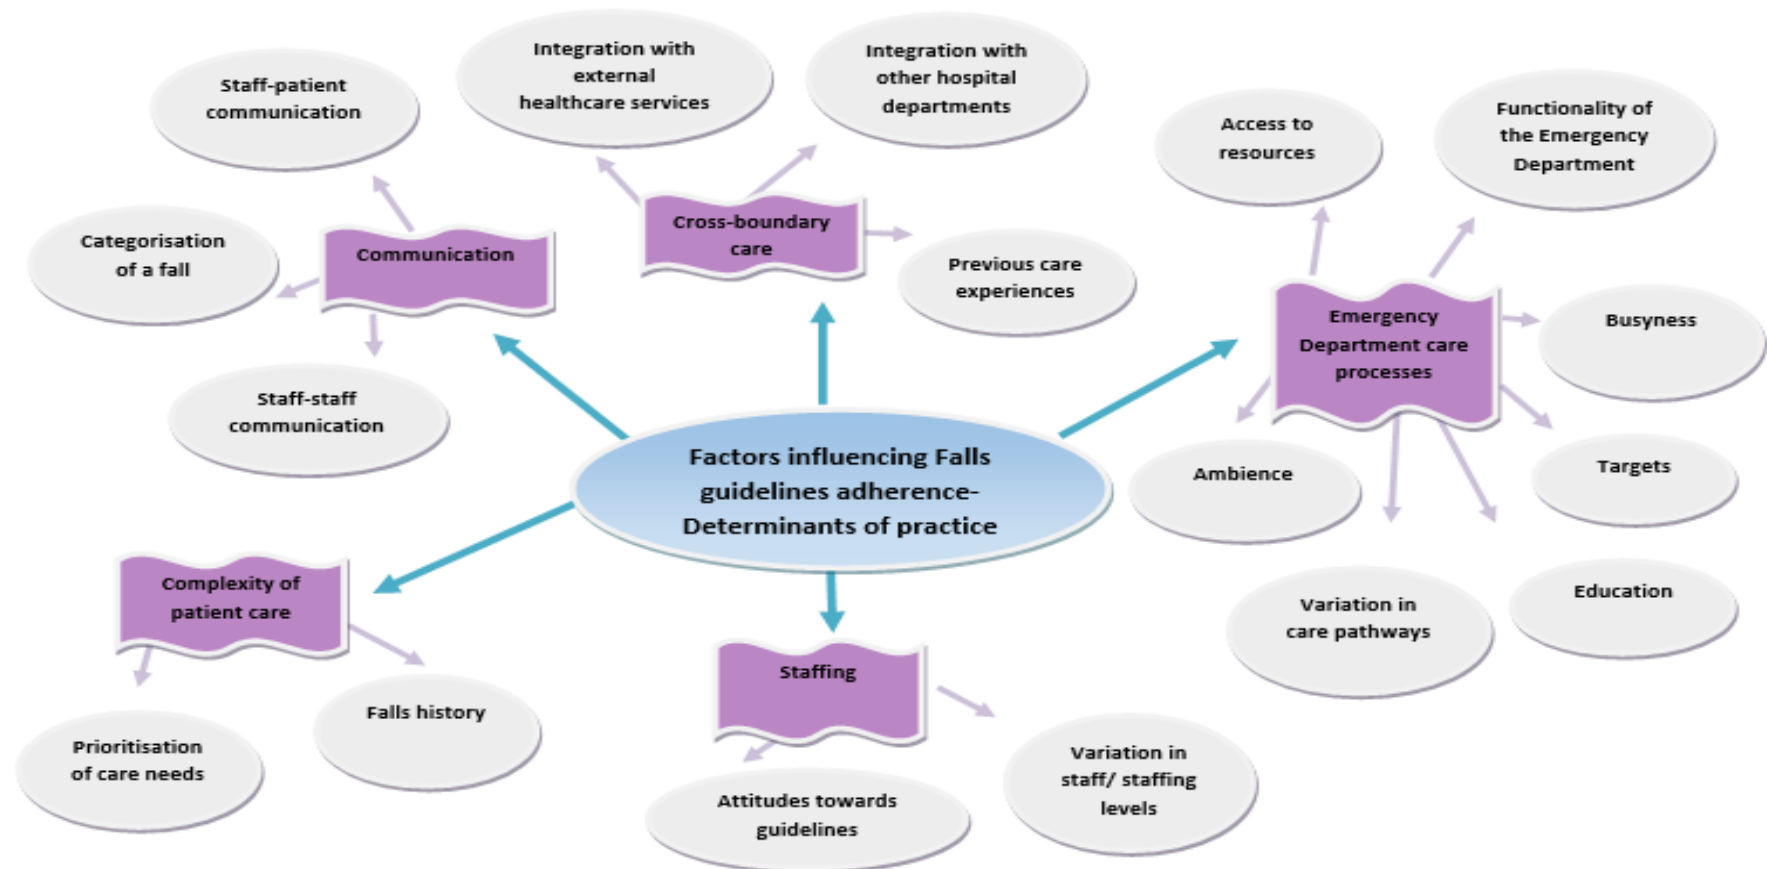 Staff-patient
communication
Integration with
external
healthcare services
Integration with
other hospital
departments
Access to
resources
Functionality of
the Emergency
Department
Categorisation
of a fall
Communication
Cross-boundary
care
Previous care
experiences
Emergency
Department care
processes
Busyness
Staff-staff
communication
Factors influencing Falls
guidelines adherence-
Determinants of practice
Ambience
Targets
Variation in
care pathways
Education
Complexity of
patient care
Prioritisation
of care needs
Falls history
Staffing
Attitudes towards
guidelines
Variation in
staff/ staffing
levels